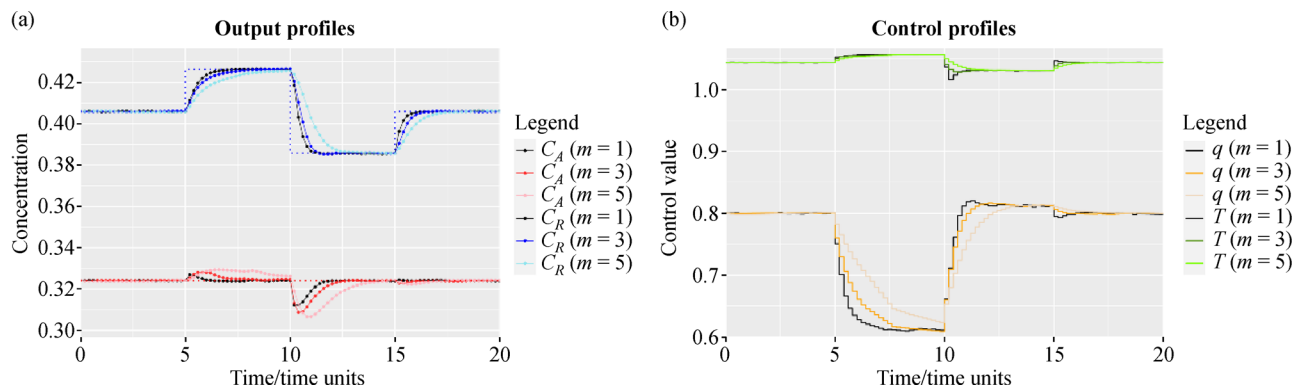 (a)
Output profiles
0.42
0.40
0.38
0.36
0.34
0.32
0.30
Concentration
0 5 10 15 20
Time/time units
Legend
C_A (m = 1)
C_A (m = 3)
C_A (m = 5)
C_R (m = 1)
C_R (m = 3)
C_R (m = 5)
(b)
Control profiles
1.0
0.9
0.8
0.7
0.6
Control value
0 5 10 15 20
Time/time units
Legend
q (m = 1)
q (m = 3)
q (m = 5)
T (m = 1)
T (m = 3)
T (m = 5)